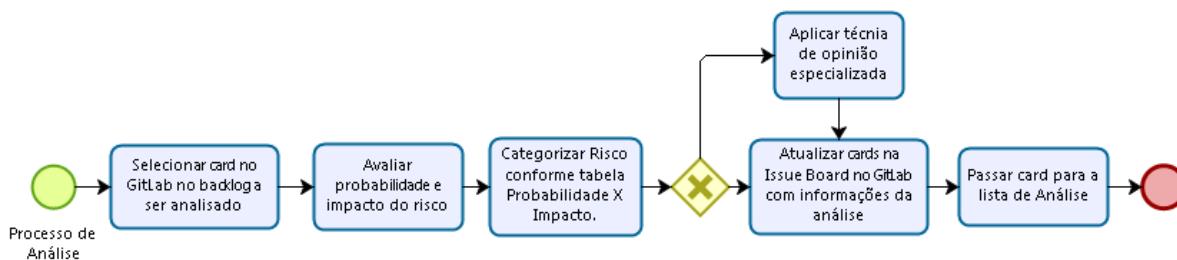 Processo de
Análise
Selecionar card no
GitLab no backlog a
ser analisado
Avaliar
probabilidade e
impacto do risco
Categorizar Risco
conforme tabela
Probabilidade X
Impacto.
Aplicar técnia
de opinião
especializada
Atualizar cards na
Issue Board no GitLab
com informações da
análise
Passar card para a
lista de Análise